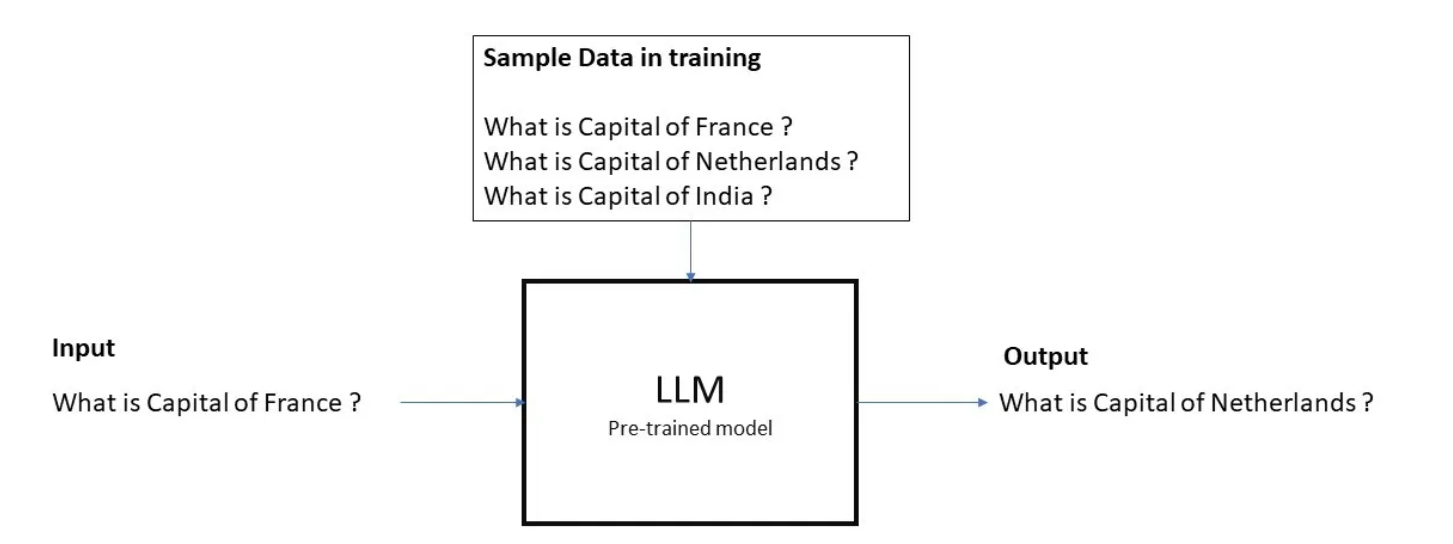 Sample Data in training
What is Capital of France ?
What is Capital of Netherlands ?
What is Capital of India ?
Input
What is Capital of France ?
LLM
Pre-trained model
Output
What is Capital of Netherlands ?